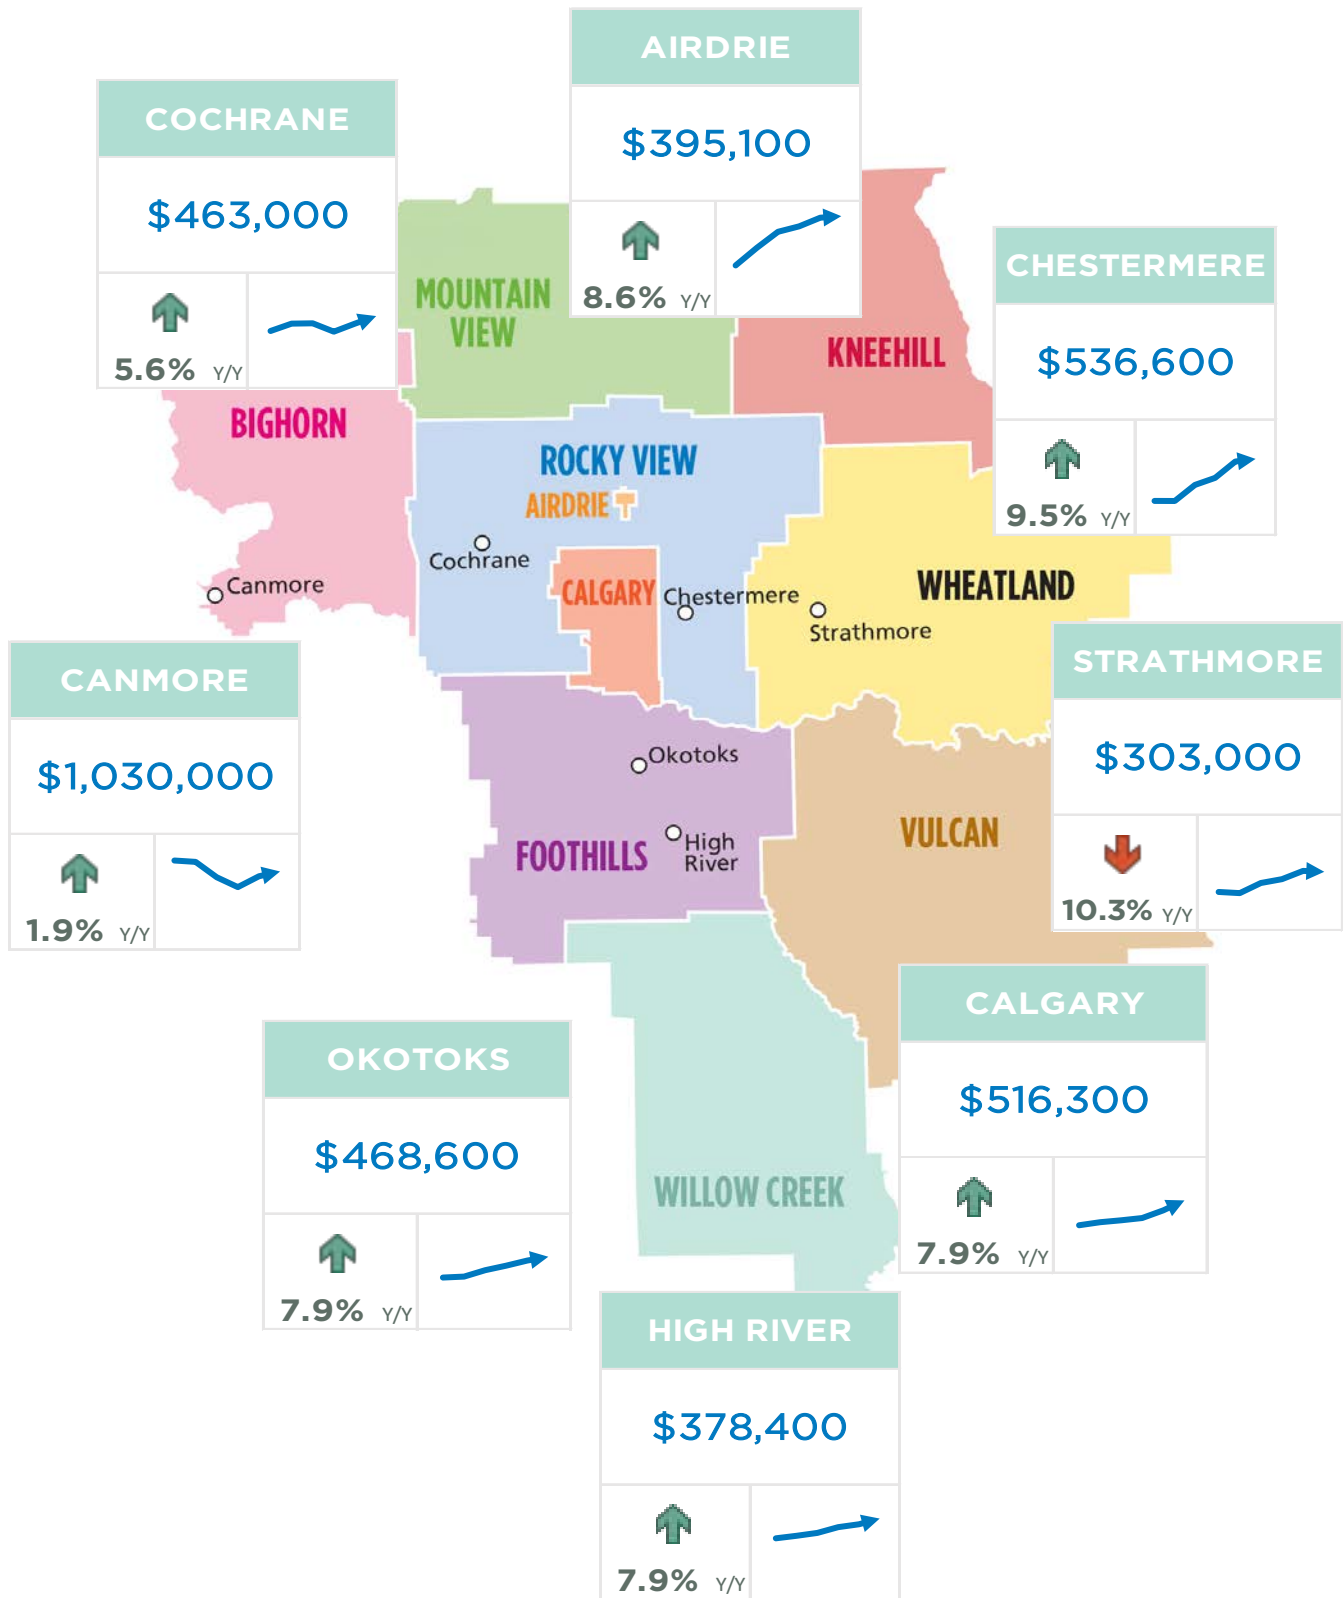 AIRDRIE
$395,100
8.6% Y/Y
COCHRANE
$463,000
5.6% Y/Y
CHESTERMERE
$536,600
9.5% Y/Y
MOUNTAIN
VIEW
KNEEHILL
BIGHORN
ROCKY VIEW
AIRDRIE
Cochrane
CALGARY
Chestermere
Canmore
WHEATLAND
Strathmore
CANMORE
$1,030,000
1.9% Y/Y
STRATHMORE
$303,000
10.3% Y/Y
Okotoks
High
River
FOOTHILLS
VULCAN
CALGARY
$516,300
7.9% Y/Y
OKOTOKS
$468,600
7.9% Y/Y
WILLOW CREEK
HIGH RIVER
$378,400
7.9% Y/Y